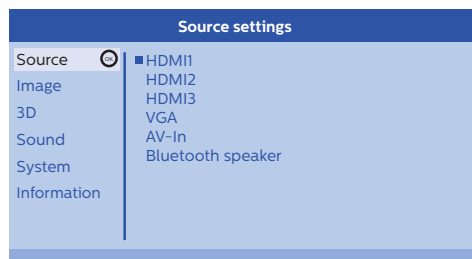 Source settings
Source OK
Image
3D
Sound
System
Information
HDMI1
HDMI2
HDMI3
VGA
AV-In
Bluetooth speaker